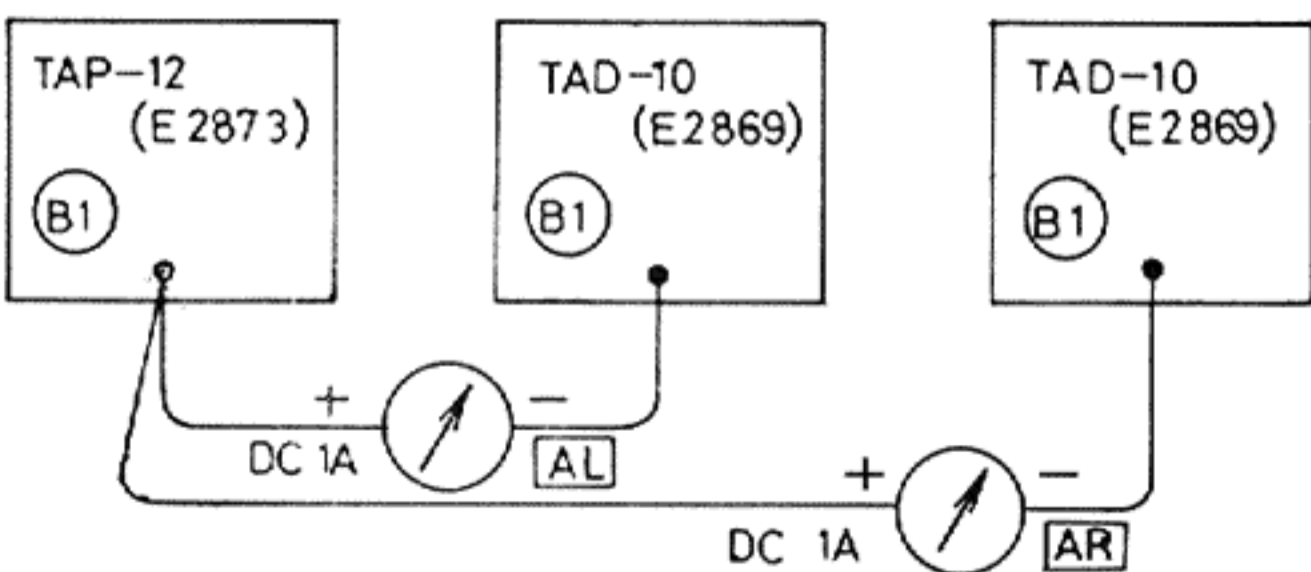 TAP-12
(E2873)
B1
TAD-10
(E2869)
B1
TAD-10
(E2869)
B1
+
−
DC 1A
AL
+
−
DC 1A
AR